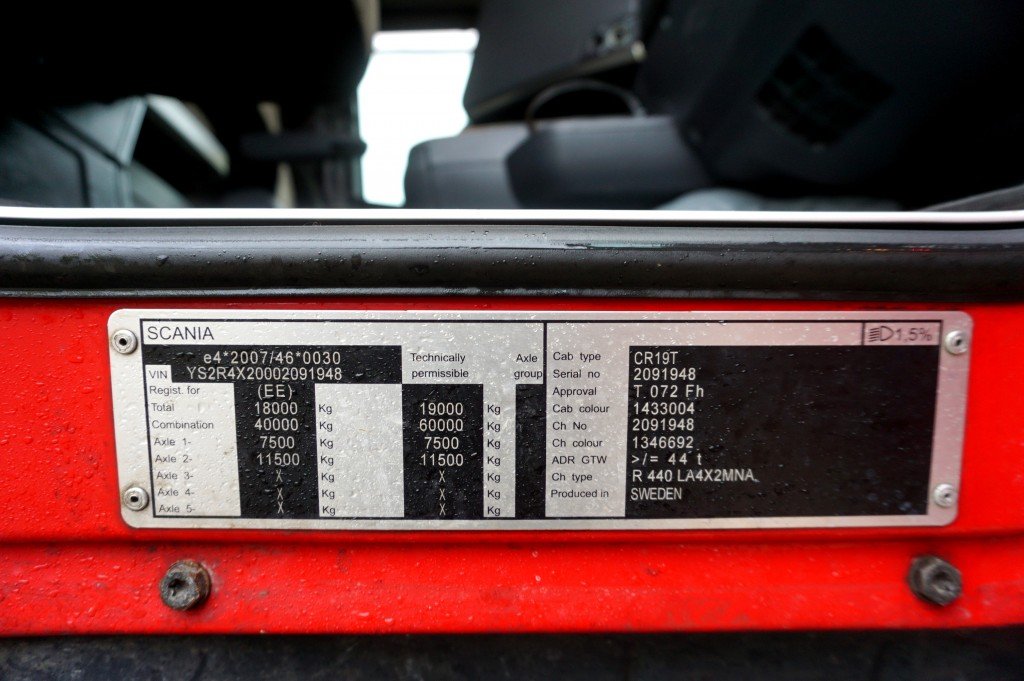 SCANIA
1,5%
e4*2007/46*0030 Technically permissible Axle group
VIN YS2R4X20002091948
Regist. for (EE)
Total 18000 Kg 19000 Kg
Combination 40000 Kg 60000 Kg
Axle 1- 7500 Kg 7500 Kg
Axle 2- 11500 Kg 11500 Kg
Axle 3- X Kg X Kg
Axle 4- X Kg X Kg
Axle 5- X Kg X Kg
Cab type CR19T
Serial no 2091948
Approval T. 072 Fh
Cab colour 1433004
Ch No 2091948
Ch colour 1346692
ADR GTW >/= 44 t
Ch type R 440 LA4X2MNA
Produced in SWEDEN